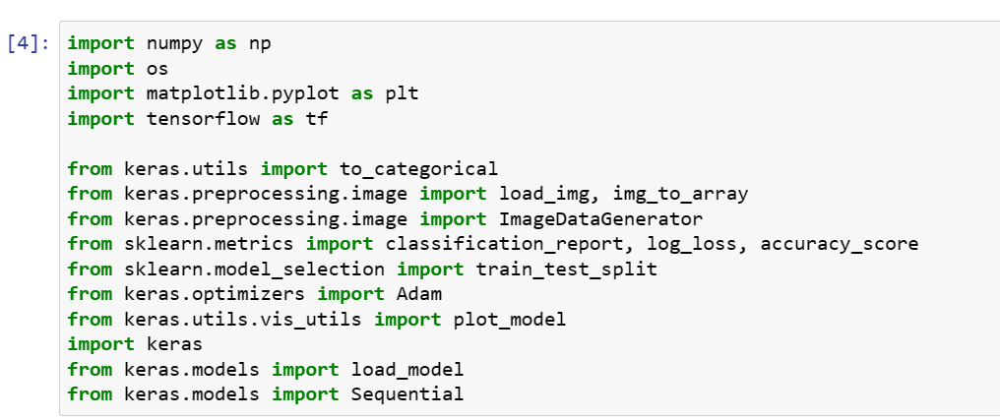 [4]: import numpy as np
import os
import matplotlib.pyplot as plt
import tensorflow as tf

from keras.utils import to_categorical
from keras.preprocessing.image import load_img, img_to_array
from keras.preprocessing.image import ImageDataGenerator
from sklearn.metrics import classification_report, log_loss, accuracy_score
from sklearn.model_selection import train_test_split
from keras.optimizers import Adam
from keras.utils.vis_utils import plot_model
import keras
from keras.models import load_model
from keras.models import Sequential